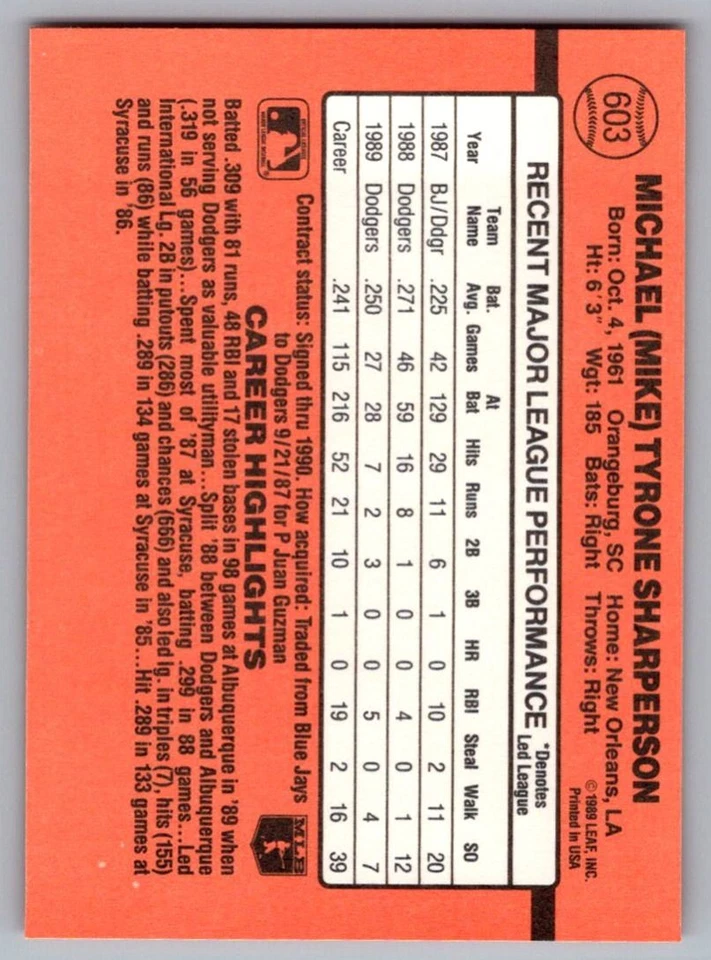 603
MICHAEL (MIKE) TYRONE SHARPERSON
Born: Oct. 4, 1961 Orangeburg, SC Home: New Orleans, LA
Ht: 6'3" Wgt: 185 Bats: Right Throws: Right
© 1989 LEAF, INC.
Printed in USA
RECENT MAJOR LEAGUE PERFORMANCE *Denotes Led League
Year Team Name Bat. Avg. Games At Bat Hits Runs 2B 3B HR RBI Steal Walk SO
1987 BJ/Ddgr .225 42 129 29 11 6 1 0 10 2 11 20
1988 Dodgers .271 46 59 16 8 1 0 0 4 0 1 12
1989 Dodgers .250 27 28 7 2 3 0 0 5 0 4 7
Career .241 115 216 52 21 10 1 0 19 2 16 39
Contract status: Signed thru 1990. How acquired: Traded from Blue Jays
to Dodgers 9/21/87 for P Juan Guzman
MLB
CAREER HIGHLIGHTS
Batted .309 with 81 runs, 48 RBI and 17 stolen bases in 98 games at Albuquerque in '89 when
not serving Dodgers as valuable utilityman...Split '88 between Dodgers and Albuquerque
(.319 in 56 games)...Spent most of '87 at Syracuse, batting .299 in 88 games...Led
International Lg. 2B in putouts (286) and chances (666) and also led lg. in triples (7), hits (155)
and runs (86) while batting .289 in 134 games at Syracuse in '85...Hit .289 in 133 games at
Syracuse in '86.